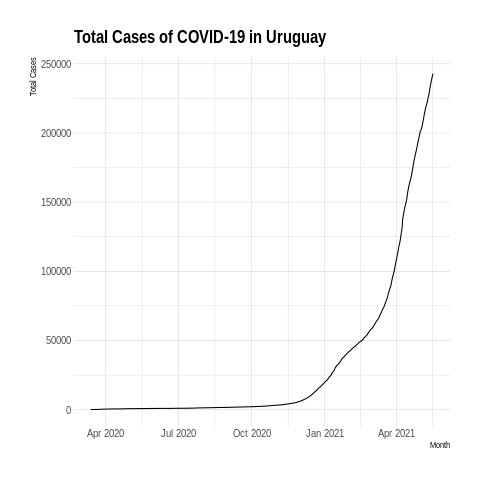 Total Cases of COVID-19 in Uruguay
Total Cases
250000
200000
150000
100000
50000
0
Apr 2020 Jul 2020 Oct 2020 Jan 2021 Apr 2021
Month